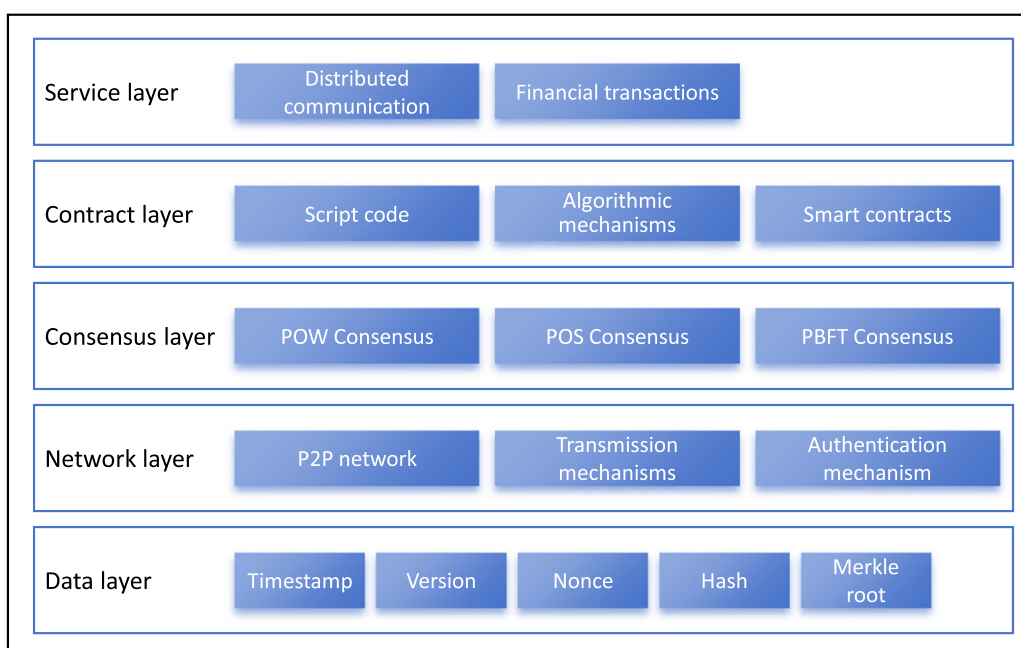 Service layer
Distributed
communication
Financial transactions
Contract layer
Script code
Algorithmic
mechanisms
Smart contracts
Consensus layer
POW Consensus
POS Consensus
PBFT Consensus
Network layer
P2P network
Transmission
mechanisms
Authentication
mechanism
Data layer
Timestamp
Version
Nonce
Hash
Merkle
root